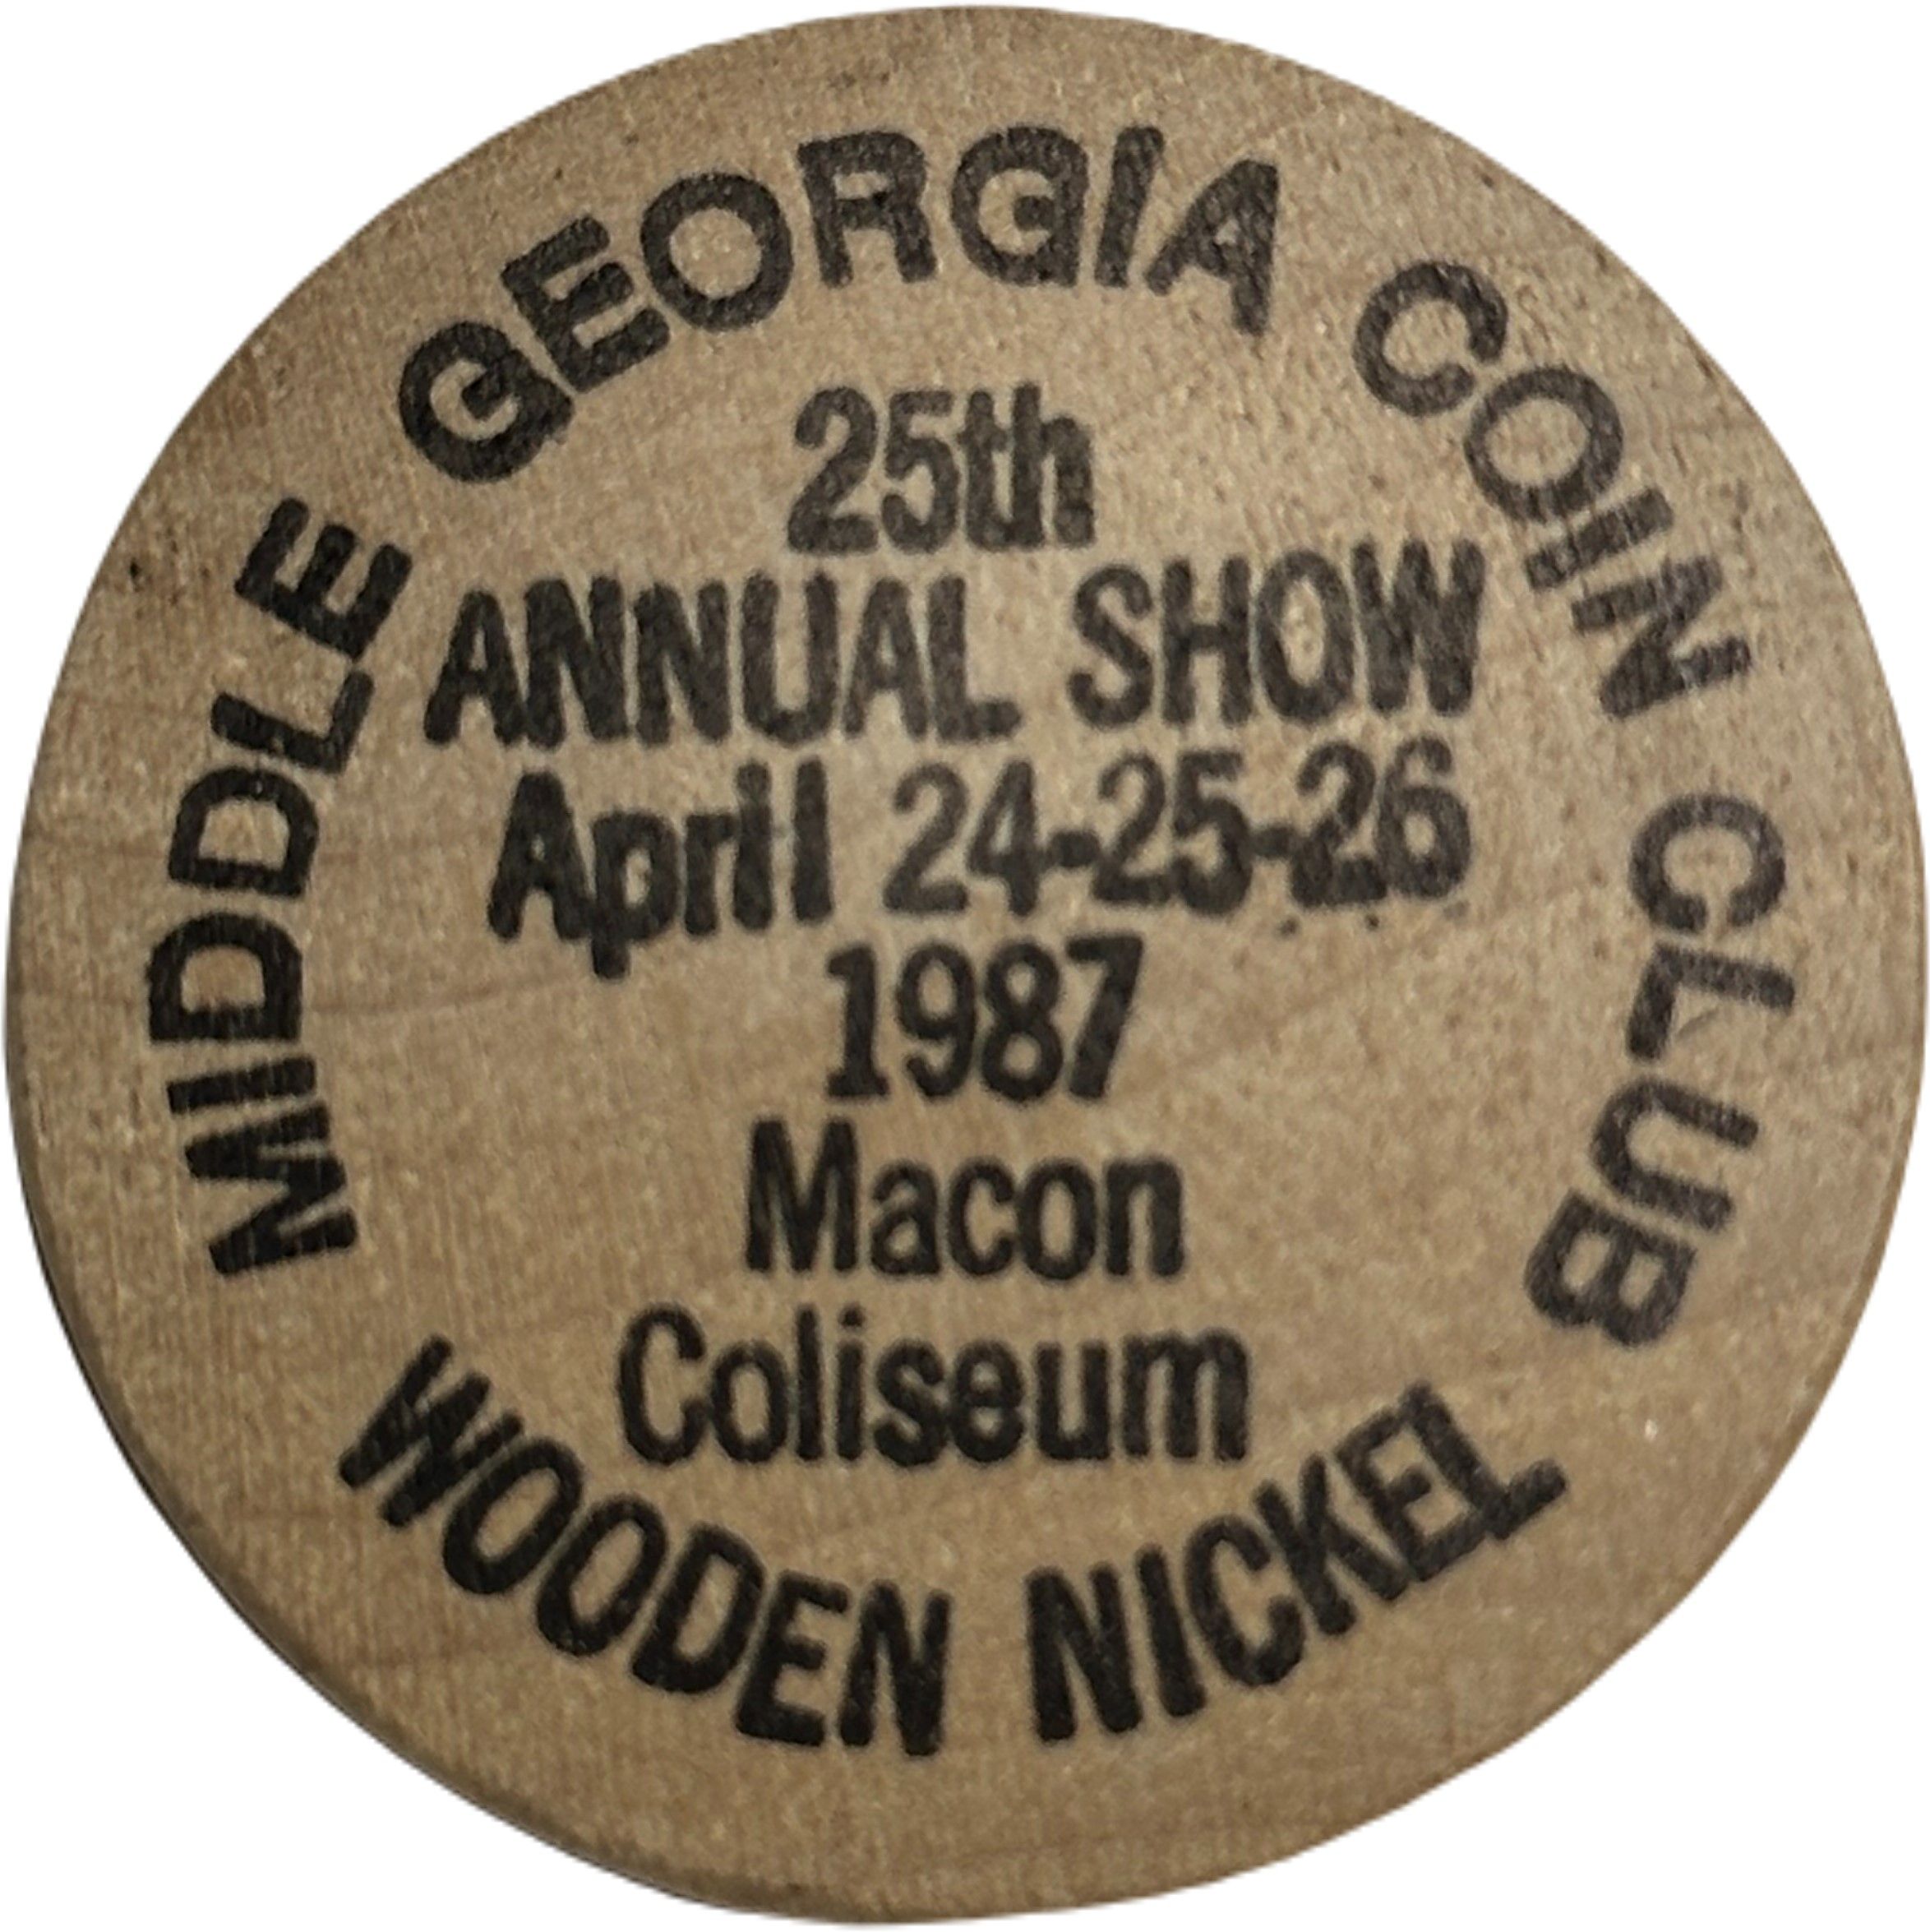 MIDDLE GEORGIA COIN CLUB
25th
ANNUAL SHOW
April 24-25-26
1987
Macon
Coliseum
WOODEN NICKEL